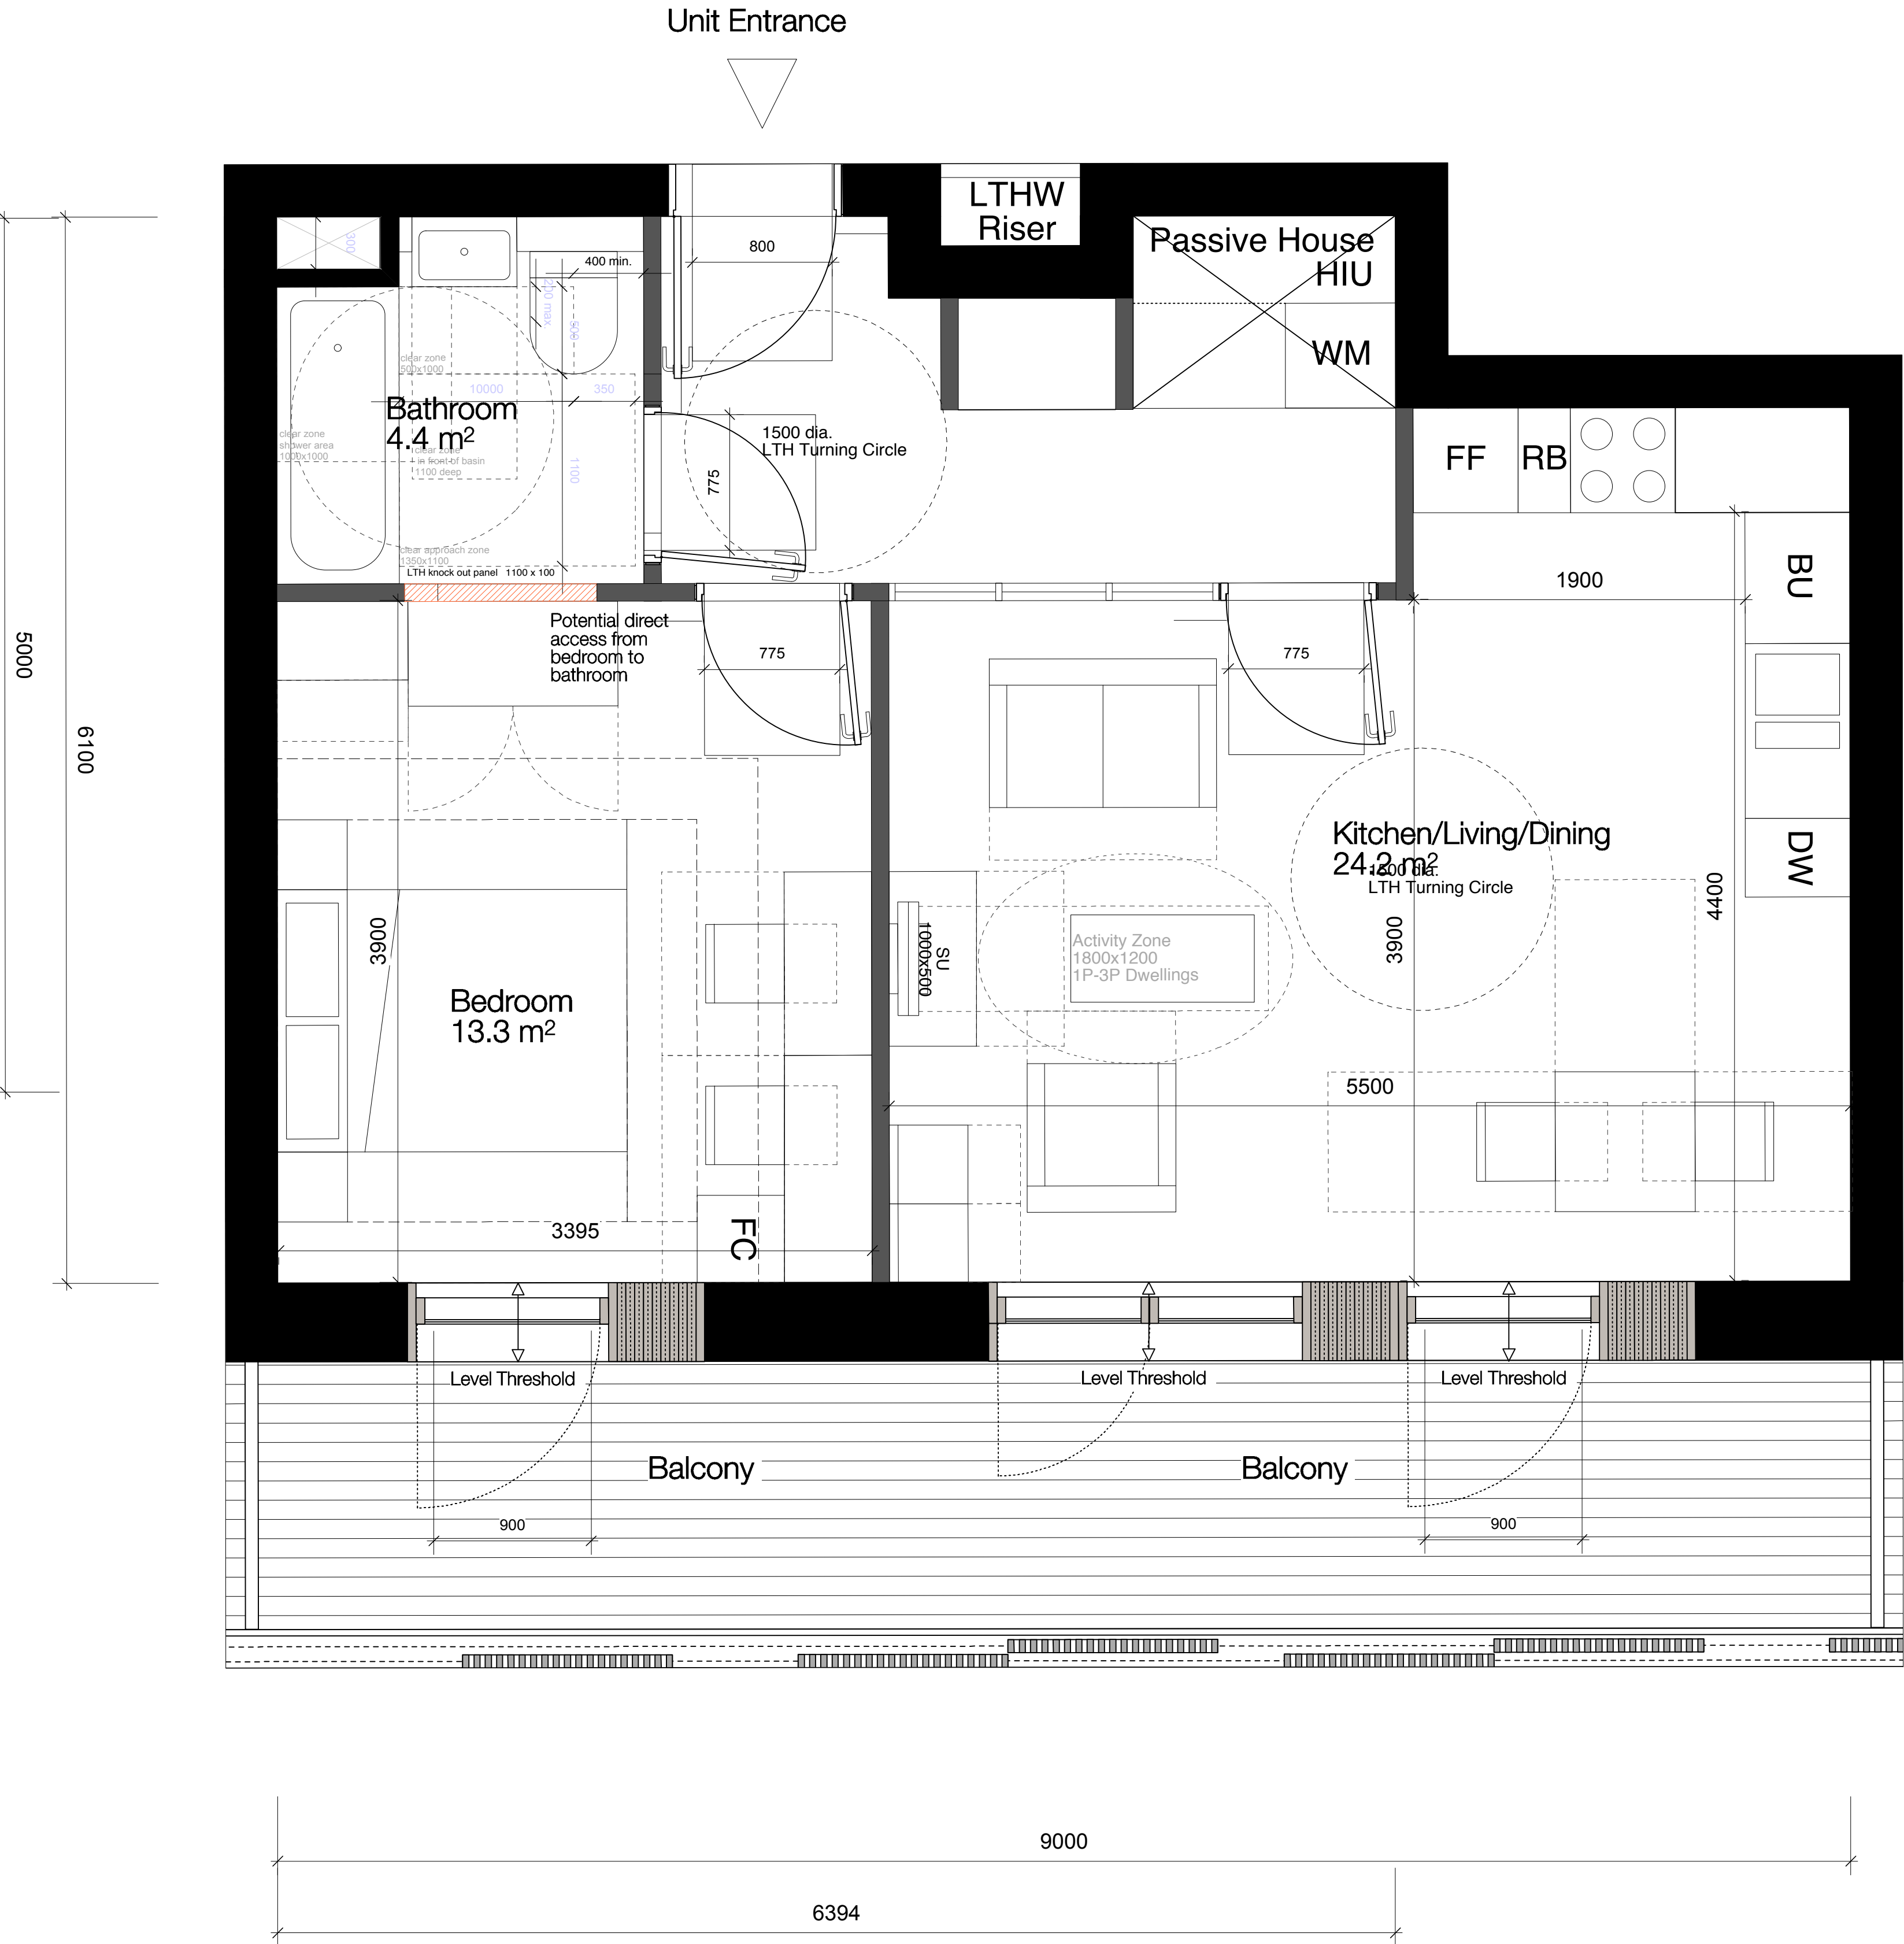 Unit Entrance
LTHW
Riser
Passive House
HIU
WM
300
400 min.
200 max
500
800
clear zone
500x1000
10000
350
Bathroom
4.4 m²
clear zone
shower area
1000x1000
clear zone
in front of basin
1100 deep
1100
clear approach zone
1350x1100
LTH knock out panel 1100 x 100
775
1500 dia.
LTH Turning Circle
FF
RB
BU
DW
1900
Potential direct
access from
bedroom to
bathroom
775
775
5000
6100
Kitchen/Living/Dining
24.2 m²
1500 dia.
LTH Turning Circle
3900
3900
4400
SU
1000x500
Activity Zone
1800x1200
1P-3P Dwellings
Bedroom
13.3 m²
5500
3395
FC
Level Threshold
Level Threshold
Level Threshold
Balcony
Balcony
900
900
9000
6394